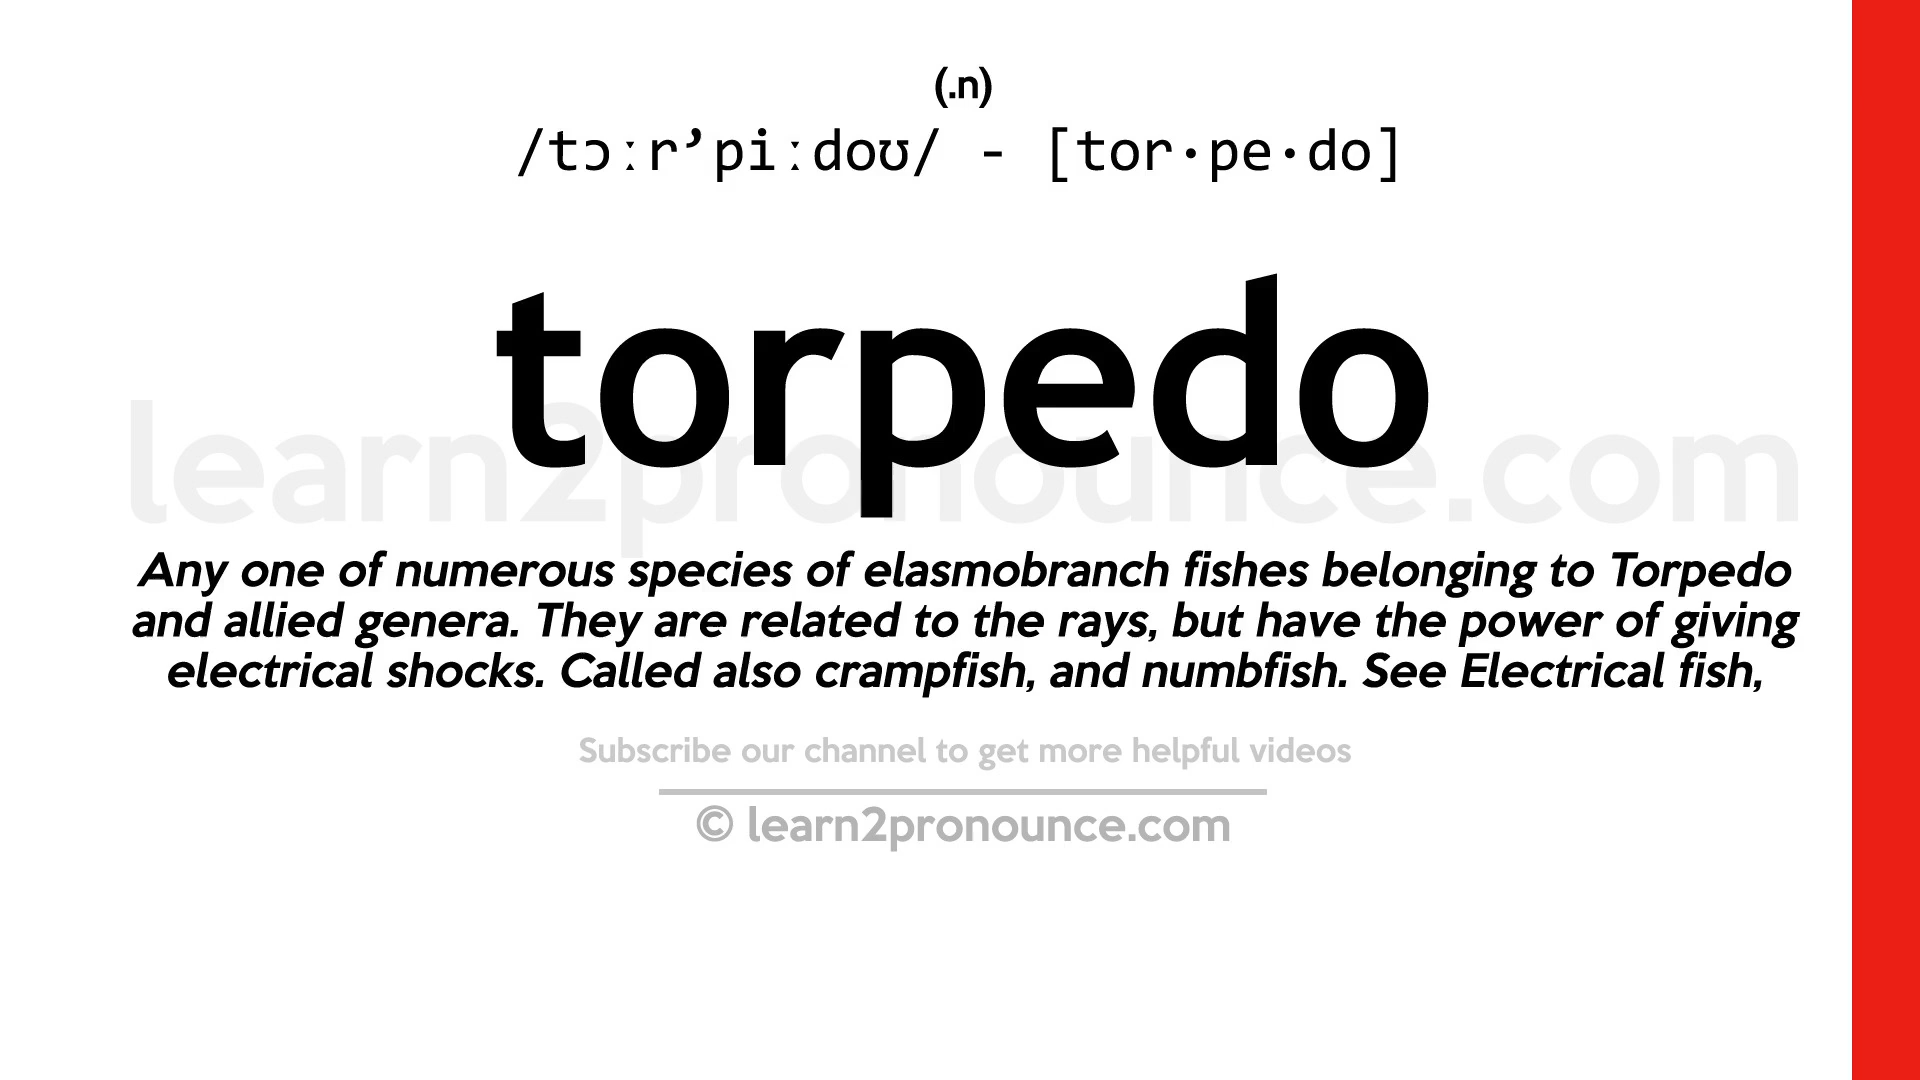 (.n)
/tɔːr’piːdoʊ/ - [tor·pe·do]
torpedo
learn2pronounce.com
Any one of numerous species of elasmobranch fishes belonging to Torpedo
and allied genera. They are related to the rays, but have the power of giving
electrical shocks. Called also crampfish, and numbfish. See Electrical fish,
Subscribe our channel to get more helpful videos
© learn2pronounce.com